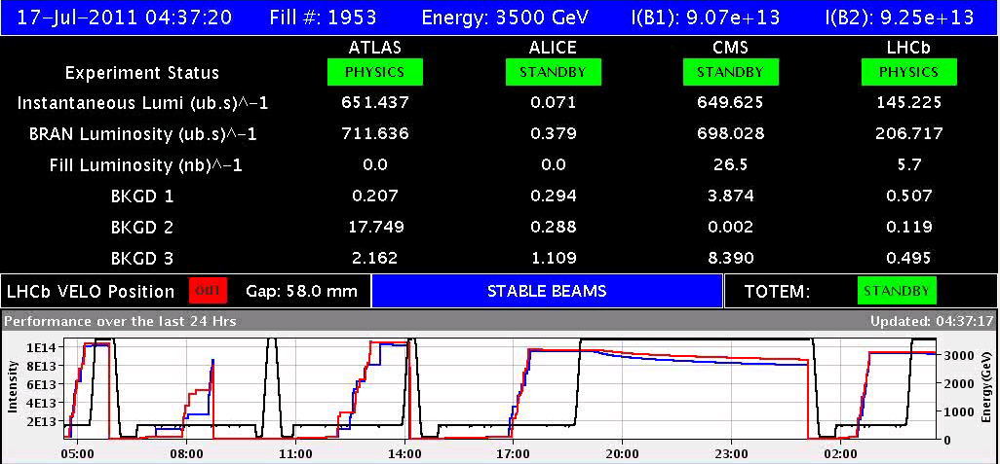 17-Jul-2011 04:37:20 Fill #: 1953 Energy: 3500 GeV I(B1): 9.07e+13 I(B2): 9.25e+13
ATLAS ALICE CMS LHCb
Experiment Status PHYSICS STANDBY STANDBY PHYSICS
Instantaneous Lumi (ub.s)^-1 651.437 0.071 649.625 145.225
BRAN Luminosity (ub.s)^-1 711.636 0.379 698.028 206.717
Fill Luminosity (nb)^-1 0.0 0.0 26.5 5.7
BKGD 1 0.207 0.294 3.874 0.507
BKGD 2 17.749 0.288 0.002 0.119
BKGD 3 2.162 1.109 8.390 0.495
LHCb VELO Position OUT Gap: 58.0 mm STABLE BEAMS TOTEM: STANDBY
Performance over the last 24 Hrs Updated: 04:37:17
Intensity
1E14
8E13
6E13
4E13
2E13
3000
2000
1000
0
Energy(GeV)
05:00 08:00 11:00 14:00 17:00 20:00 23:00 02:00